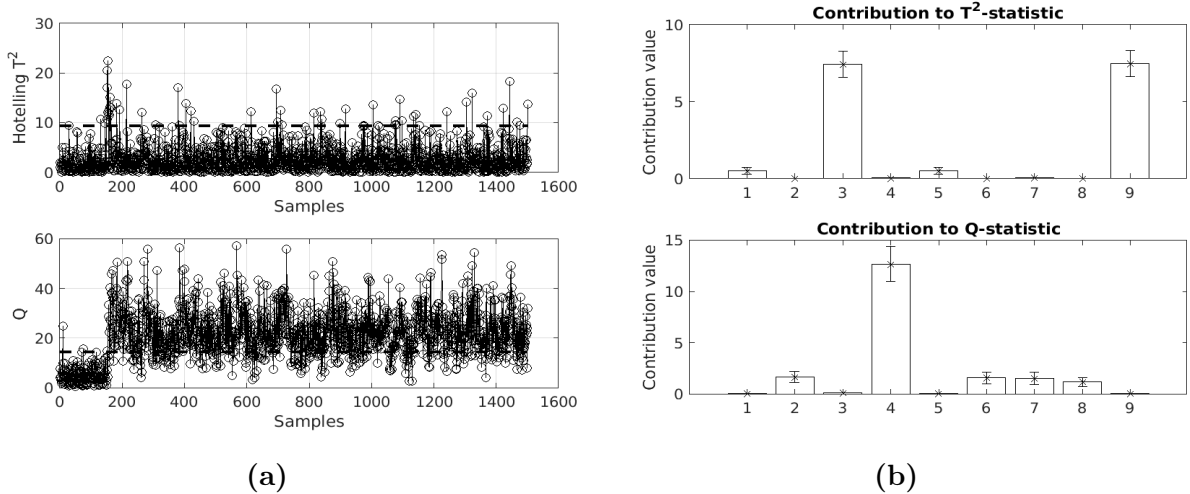 30
20
10
0
Hotelling T²
0 200 400 600 800 1000 1200 1400 1600
Samples
60
40
20
0
Q
0 200 400 600 800 1000 1200 1400 1600
Samples
(a)
Contribution to T²-statistic
10
5
0
Contribution value
1 2 3 4 5 6 7 8 9
Contribution to Q-statistic
15
10
5
0
Contribution value
1 2 3 4 5 6 7 8 9
(b)